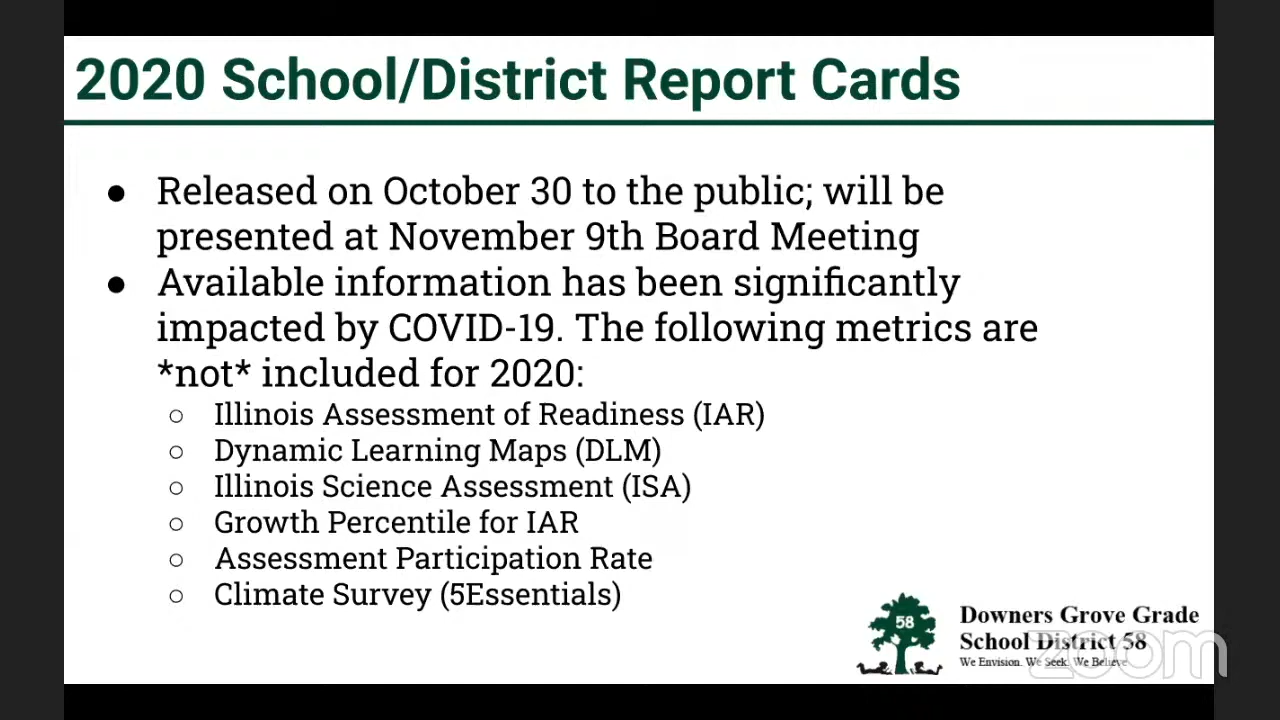 2020 School/District Report Cards
● Released on October 30 to the public; will be
presented at November 9th Board Meeting
● Available information has been significantly
impacted by COVID-19. The following metrics are
*not* included for 2020:
○ Illinois Assessment of Readiness (IAR)
○ Dynamic Learning Maps (DLM)
○ Illinois Science Assessment (ISA)
○ Growth Percentile for IAR
○ Assessment Participation Rate
○ Climate Survey (5Essentials)
58
Downers Grove Grade
School District 58
We Envision. We Seek. We Believe
zoom